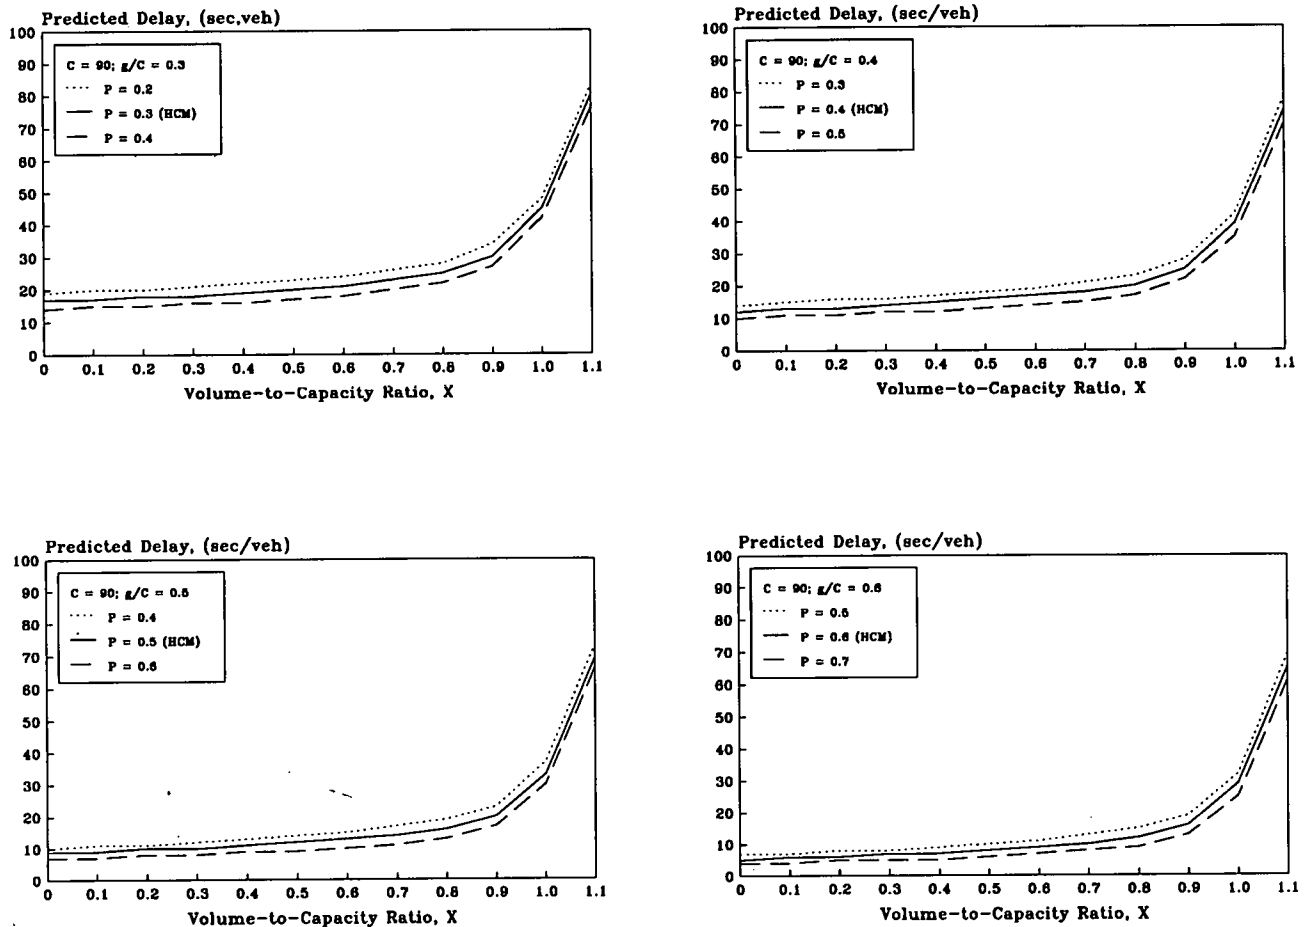 Predicted Delay, (sec,veh)
100
90
80
70
60
50
40
30
20
10
0
C = 90; g/C = 0.3
P = 0.2
P = 0.3 (HCM)
P = 0.4
0 0.1 0.2 0.3 0.4 0.5 0.6 0.7 0.8 0.9 1.0 1.1
Volume-to-Capacity Ratio, X
Predicted Delay, (sec/veh)
100
90
80
70
60
50
40
30
20
10
0
C = 90; g/C = 0.4
P = 0.3
P = 0.4 (HCM)
P = 0.5
0 0.1 0.2 0.3 0.4 0.5 0.6 0.7 0.8 0.9 1.0 1.1
Volume-to-Capacity Ratio, X
Predicted Delay, (sec/veh)
100
90
80
70
60
50
40
30
20
10
0
C = 90; g/C = 0.5
P = 0.4
P = 0.5 (HCM)
P = 0.6
0 0.1 0.2 0.3 0.4 0.5 0.6 0.7 0.8 0.9 1.0 1.1
Volume-to-Capacity Ratio, X
Predicted Delay, (sec/veh)
100
90
80
70
60
50
40
30
20
10
0
C = 90; g/C = 0.6
P = 0.5
P = 0.6 (HCM)
P = 0.7
0 0.1 0.2 0.3 0.4 0.5 0.6 0.7 0.8 0.9 1.0 1.1
Volume-to-Capacity Ratio, X